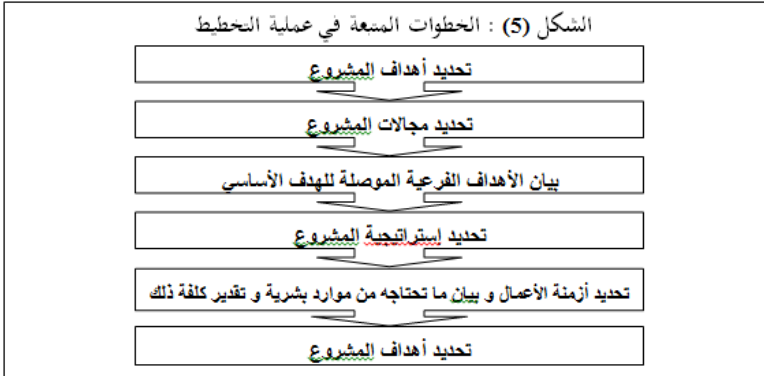 الشكل (5) : الخطوات المتبعة في عملية التخطيط
تحديد أهداف المشروع
تحديد مجالات المشروع
بيان الأهداف الفرعية الموصلة للهدف الأساسي
تحديد إستراتيجية المشروع
تحديد أزمنة الأعمال و بيان ما تحتاجه من موارد بشرية و تقدير كلفة ذلك
تحديد أهداف المشروع